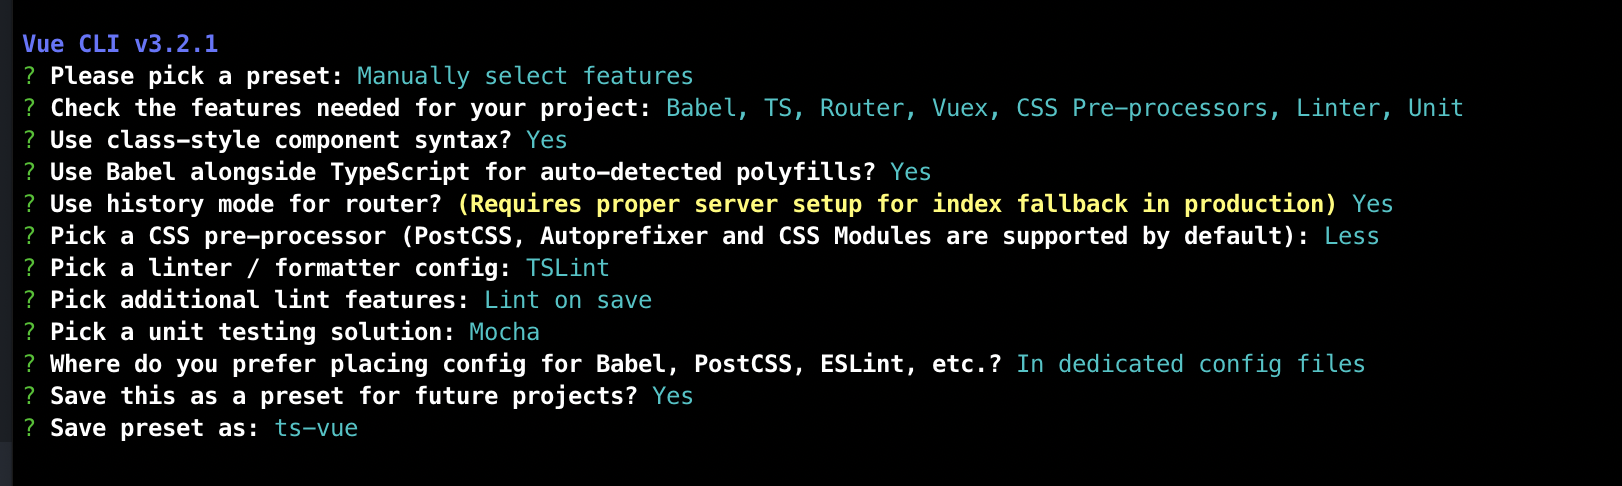 Vue CLI v3.2.1
? Please pick a preset: Manually select features
? Check the features needed for your project: Babel, TS, Router, Vuex, CSS Pre-processors, Linter, Unit
? Use class-style component syntax? Yes
? Use Babel alongside TypeScript for auto-detected polyfills? Yes
? Use history mode for router? (Requires proper server setup for index fallback in production) Yes
? Pick a CSS pre-processor (PostCSS, Autoprefixer and CSS Modules are supported by default): Less
? Pick a linter / formatter config: TSLint
? Pick additional lint features: Lint on save
? Pick a unit testing solution: Mocha
? Where do you prefer placing config for Babel, PostCSS, ESLint, etc.? In dedicated config files
? Save this as a preset for future projects? Yes
? Save preset as: ts-vue